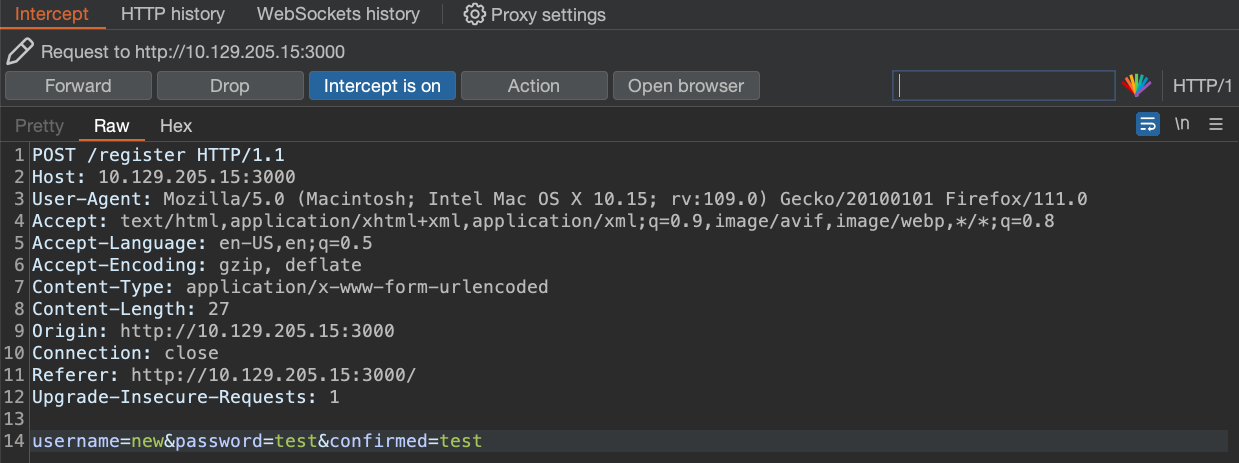 Intercept HTTP history WebSockets history Proxy settings
Request to http://10.129.205.15:3000
Forward Drop Intercept is on Action Open browser HTTP/1
Pretty Raw Hex \n
1 POST /register HTTP/1.1
2 Host: 10.129.205.15:3000
3 User-Agent: Mozilla/5.0 (Macintosh; Intel Mac OS X 10.15; rv:109.0) Gecko/20100101 Firefox/111.0
4 Accept: text/html,application/xhtml+xml,application/xml;q=0.9,image/avif,image/webp,*/*;q=0.8
5 Accept-Language: en-US,en;q=0.5
6 Accept-Encoding: gzip, deflate
7 Content-Type: application/x-www-form-urlencoded
8 Content-Length: 27
9 Origin: http://10.129.205.15:3000
10 Connection: close
11 Referer: http://10.129.205.15:3000/
12 Upgrade-Insecure-Requests: 1
13
14 username=new&password=test&confirmed=test